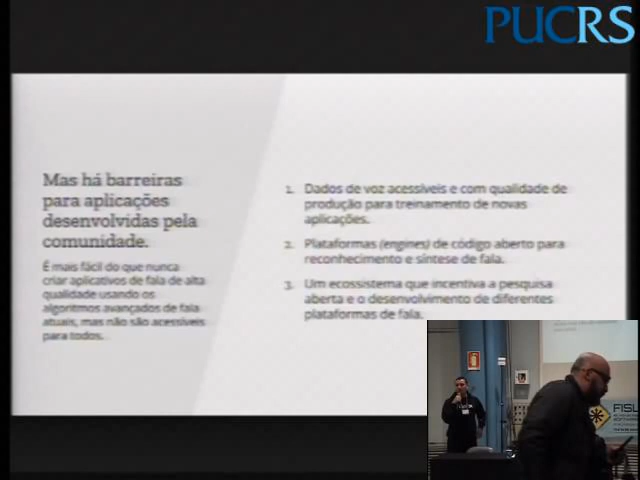 PUCRS
Mas há barreiras
para aplicações
desenvolvidas pela
comunidade.
É mais fácil do que nunca
criar aplicativos de fala de alta
qualidade usando os
algoritmos avançados de fala
atuais, mas não são acessíveis
para todos.
1. Dados de voz acessíveis e com qualidade de
produção para treinamento de novas
aplicações.
2. Plataformas (engines) de código aberto para
reconhecimento e síntese de fala.
3. Um ecossistema que incentiva a pesquisa
aberta e o desenvolvimento de diferentes
plataformas de fala.
FISL